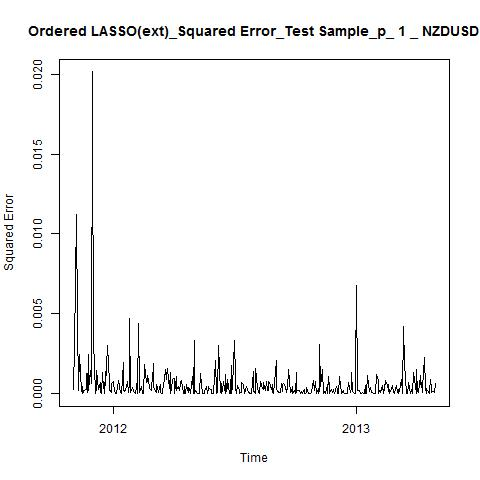 Ordered LASSO(ext)_Squared Error_Test Sample_p_ 1 _ NZDUSD
0.020
0.015
0.010
0.005
0.000
Squared Error
2012
2013
Time